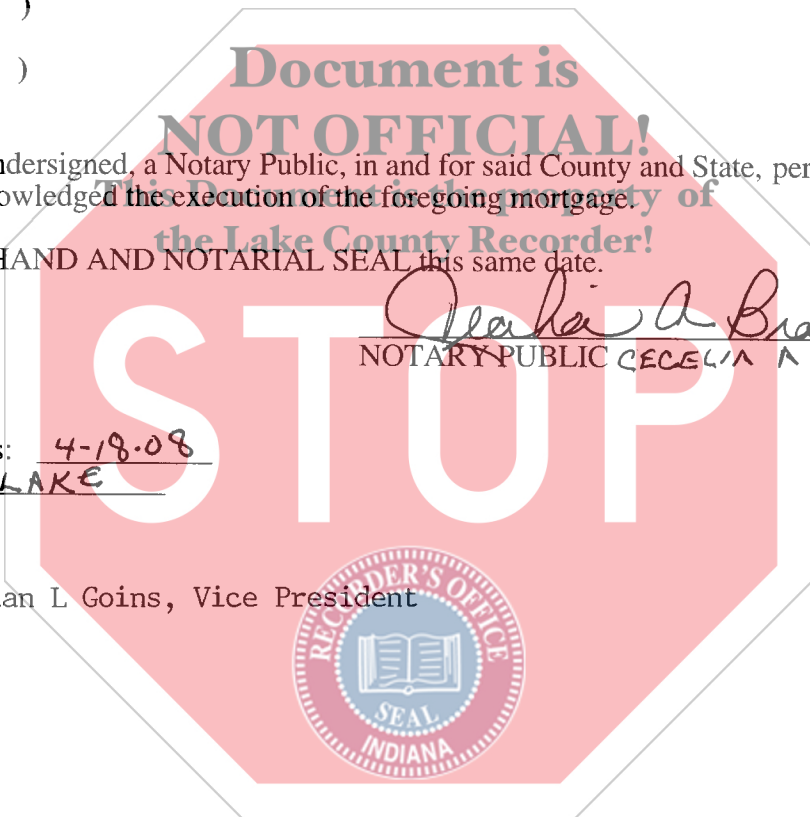 )
)
Document is
NOT OFFICIAL!
ndersigned, a Notary Public, in and for said County and State, per
This Document is the property of
owledged the execution of the foregoing mortgage.
the Lake County Recorder!
HAND AND NOTARIAL SEAL this same date.
A Bra
NOTARY PUBLIC CECELIA A
STOP
s: 4-18-08
LAKE
an L Goins, Vice President
RECORDER'S OFFICE
SEAL
INDIANA